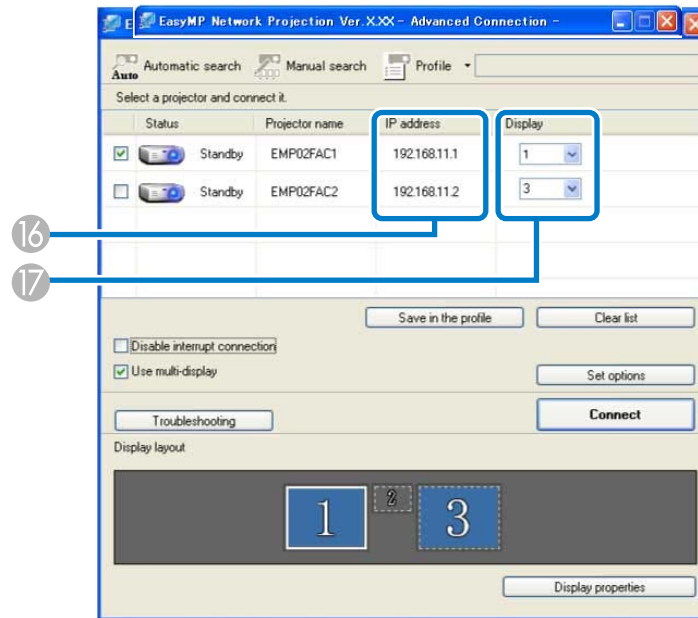 E EasyMP Network Projection Ver.X.XX - Advanced Connection -
Auto Automatic search Manual search Profile
Select a projector and connect it.
Status Projector name IP address Display
Standby EMP02FAC1 192.168.11.1 1
Standby EMP02FAC2 192.168.11.2 3
16
17
Save in the profile Clear list
Disable interrupt connection
Use multi-display Set options
Troubleshooting Connect
Display layout
1 2 3
Display properties